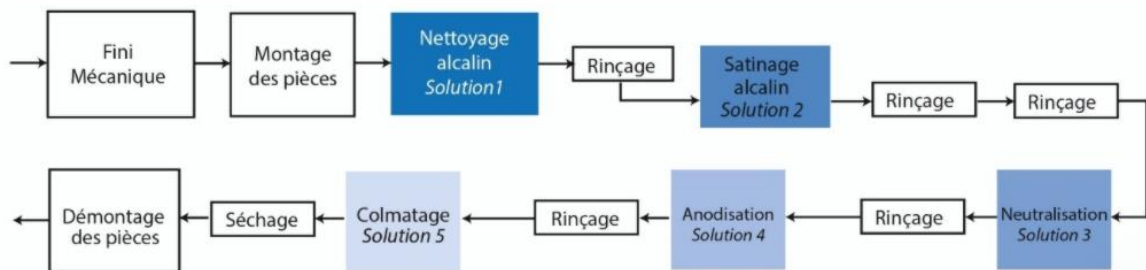 Fini
Mécanique
Montage
des pièces
Nettoyage
alcalin
Solution1
Rinçage
Satinage
alcalin
Solution 2
Rinçage
Rinçage
Neutralisation
Solution 3
Rinçage
Anodisation
Solution 4
Rinçage
Colmatage
Solution 5
Séchage
Démontage
des pièces